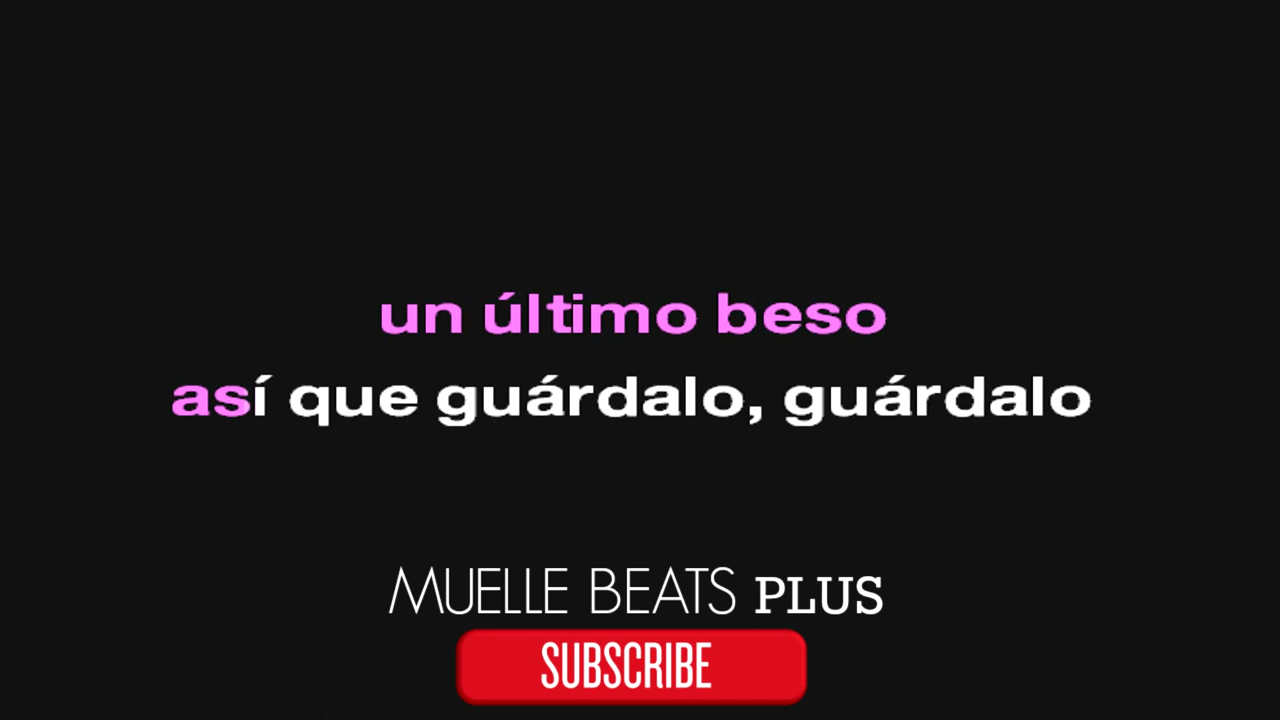 un último beso
así que guárdalo, guárdalo
MUELLE BEATS PLUS
SUBSCRIBE